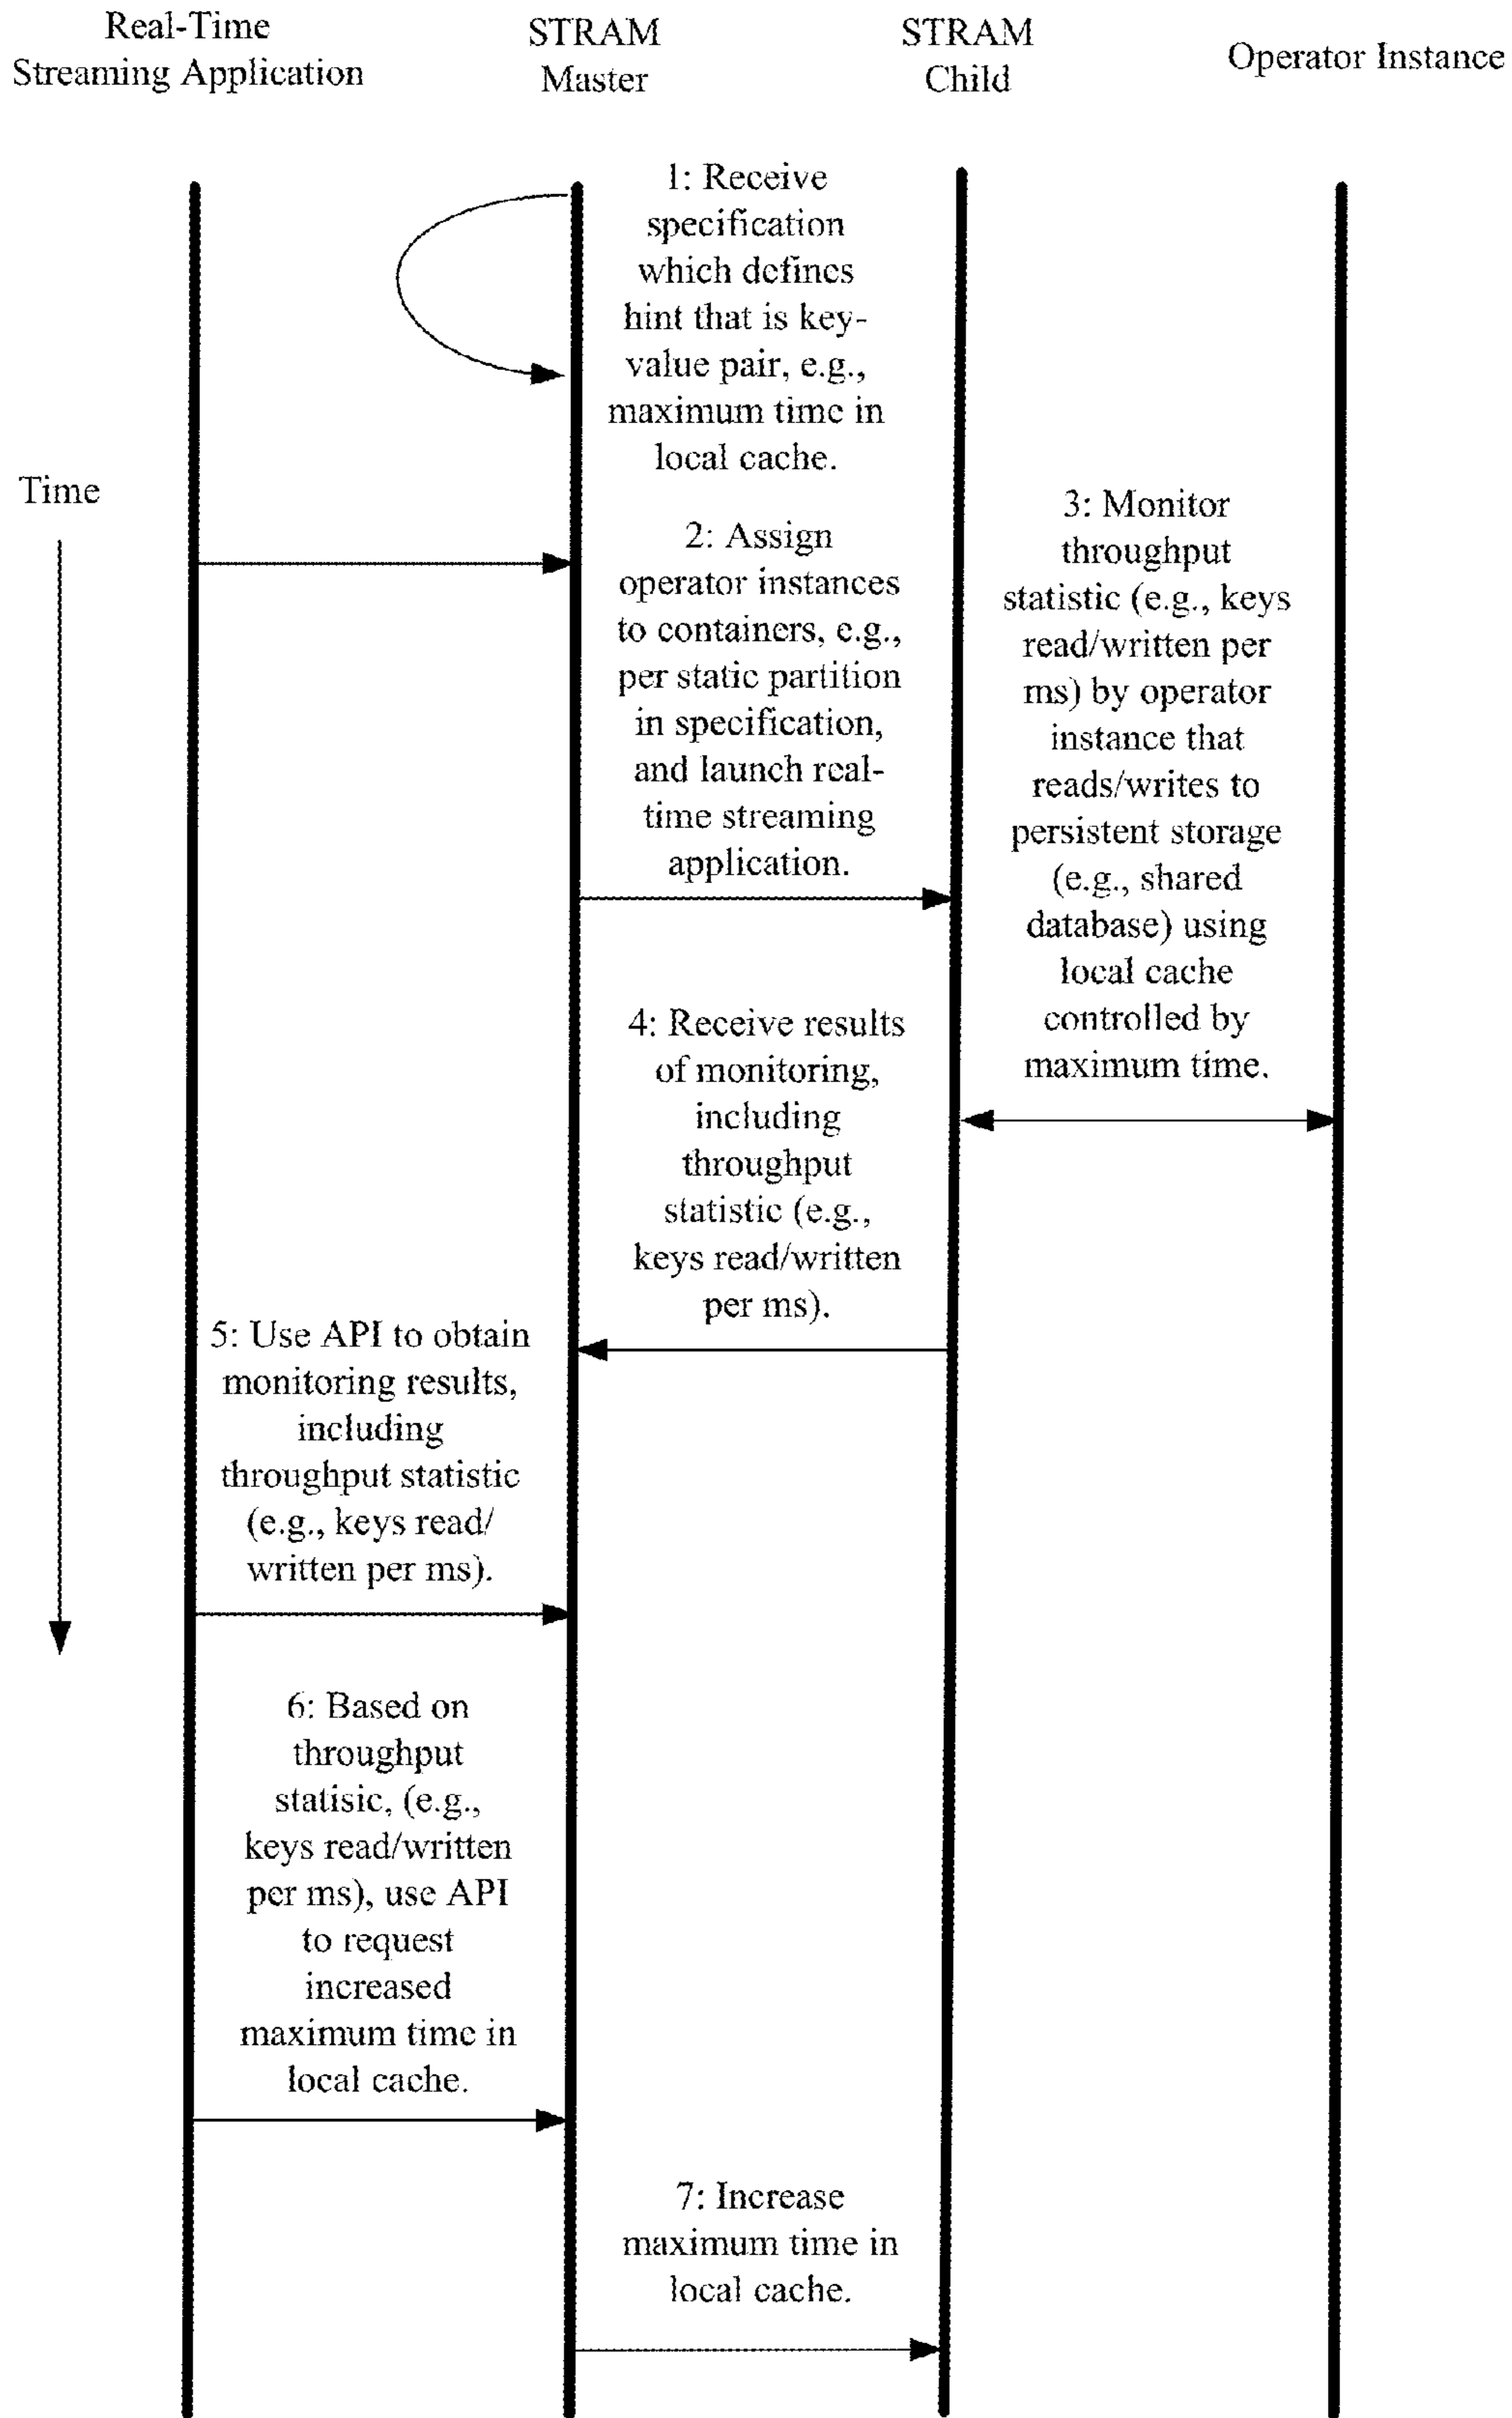 Real-Time
Streaming Application
STRAM
Master
STRAM
Child
Operator Instance
1: Receive
specification
which defines
hint that is key-
value pair, e.g.,
maximum time in
local cache.
Time
2: Assign
operator instances
to containers, e.g.,
per static partition
in specification,
and launch real-
time streaming
application.
3: Monitor
throughput
statistic (e.g., keys
read/written per
ms) by operator
instance that
reads/writes to
persistent storage
(e.g., shared
database) using
local cache
controlled by
maximum time.
4: Receive results
of monitoring,
including
throughput
statistic (e.g.,
keys read/written
per ms).
5: Use API to obtain
monitoring results,
including
throughput statistic
(e.g., keys read/
written per ms).
6: Based on
throughput
statisic, (e.g.,
keys read/written
per ms), use API
to request
increased
maximum time in
local cache.
7: Increase
maximum time in
local cache.